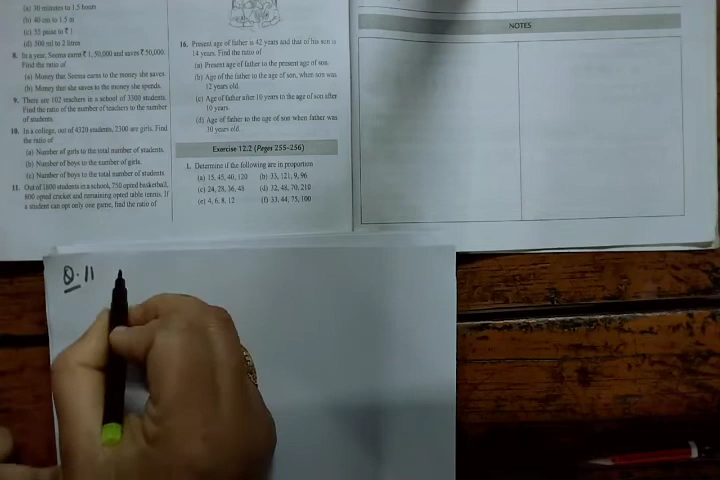 (a) 30 minutes to 1.5 hours
(b) 40 cm to 1.5 m
(c) 55 paise to ₹ 1
(d) 500 ml to 2 litres
8. In a year, Seema earns ₹ 1,50,000 and saves ₹ 50,000.
Find the ratio of
(a) Money that Seema earns to the money she saves.
(b) Money that she saves to the money she spends.
9. There are 102 teachers in a school of 3300 students.
Find the ratio of the number of teachers to the number
of students.
10. In a college, out of 4320 students, 2300 are girls. Find
the ratio of
(a) Number of girls to the total number of students.
(b) Number of boys to the number of girls.
(c) Number of boys to the total number of students.
11. Out of 1800 students in a school, 750 opted basketball,
800 opted cricket and remaining opted table tennis. If
a student can opt only one game, find the ratio of
16. Present age of father is 42 years and that of his son is
14 years. Find the ratio of
(a) Present age of father to the present age of son.
(b) Age of the father to the age of son, when son was
12 years old.
(c) Age of father after 10 years to the age of son after
10 years.
(d) Age of father to the age of son when father was
30 years old.
Exercise 12.2 (Pages 255–256)
1. Determine if the following are in proportion.
(a) 15, 45, 40, 120 (b) 33, 121, 9, 96
(c) 24, 28, 36, 48 (d) 32, 48, 70, 210
(e) 4, 6, 8, 12 (f) 33, 44, 75, 100
NOTES
Q. 11